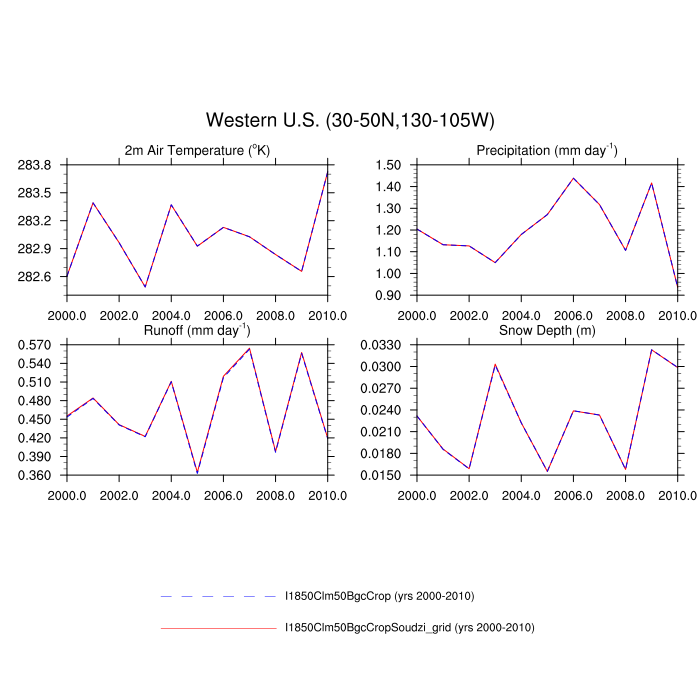 Western U.S. (30-50N,130-105W)
2m Air Temperature (°K)
283.8
283.5
283.2
282.9
282.6
2000.0 2002.0 2004.0 2006.0 2008.0 2010.0
Precipitation (mm day⁻¹)
1.50
1.40
1.30
1.20
1.10
1.00
0.90
2000.0 2002.0 2004.0 2006.0 2008.0 2010.0
Runoff (mm day⁻¹)
0.570
0.540
0.510
0.480
0.450
0.420
0.390
0.360
2000.0 2002.0 2004.0 2006.0 2008.0 2010.0
Snow Depth (m)
0.0330
0.0300
0.0270
0.0240
0.0210
0.0180
0.0150
2000.0 2002.0 2004.0 2006.0 2008.0 2010.0
I1850Clm50BgcCrop (yrs 2000-2010)
I1850Clm50BgcCropSoudzi_grid (yrs 2000-2010)